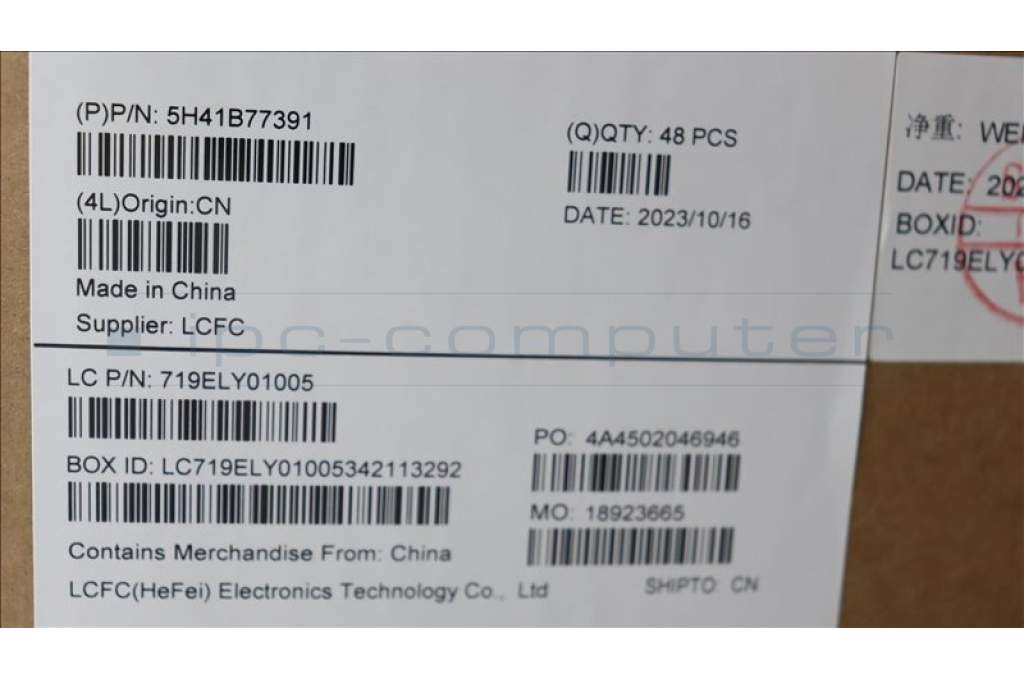 (P)P/N: 5H41B77391
(4L)Origin:CN
Made in China
Supplier: LCFC
(Q)QTY: 48 PCS
DATE: 2023/10/16
LC P/N: 719ELY01005
BOX ID: LC719ELY01005342113292
Contains Merchandise From: China
LCFC(HeFei) Electronics Technology Co., Ltd
PO: 4A4502046946
MO: 18923665
SHIPTO: CN
净重:
DATE: 202
BOXID:
LC719ELY0
ipc-computer